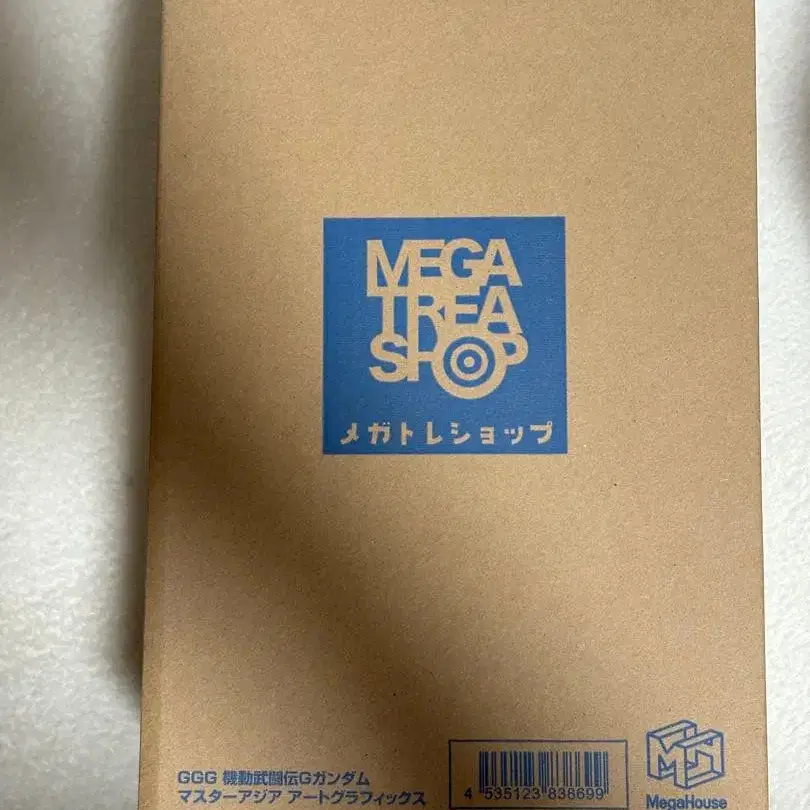 MEGA
TREA
SHOP
メガトレショップ
GGG 機動武闘伝Gガンダム
マスターアジア アートグラフィックス
4 535123 838699
MegaHouse